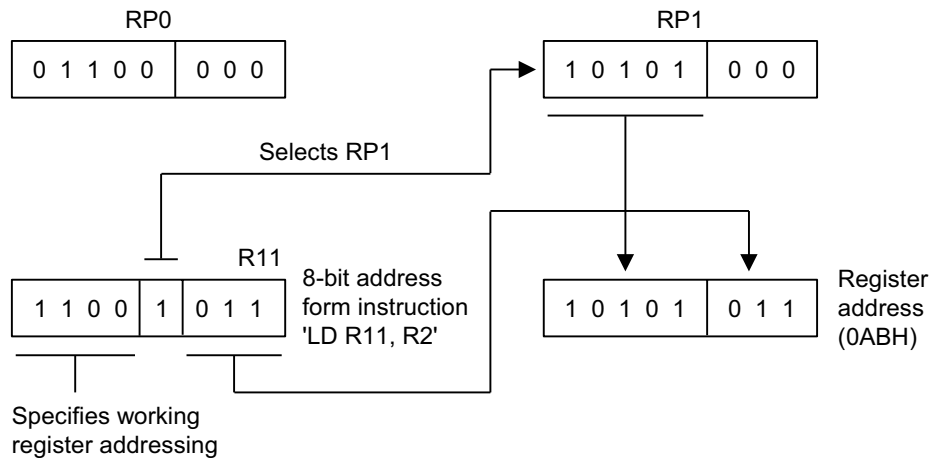 RP0
RP1
0 1 1 0 0 0 0 0
1 0 1 0 1 0 0 0
Selects RP1
R11
1 1 0 0 1 0 1 1
8-bit address
form instruction
'LD R11, R2'
1 0 1 0 1 0 1 1
Register
address
(0ABH)
Specifies working
register addressing